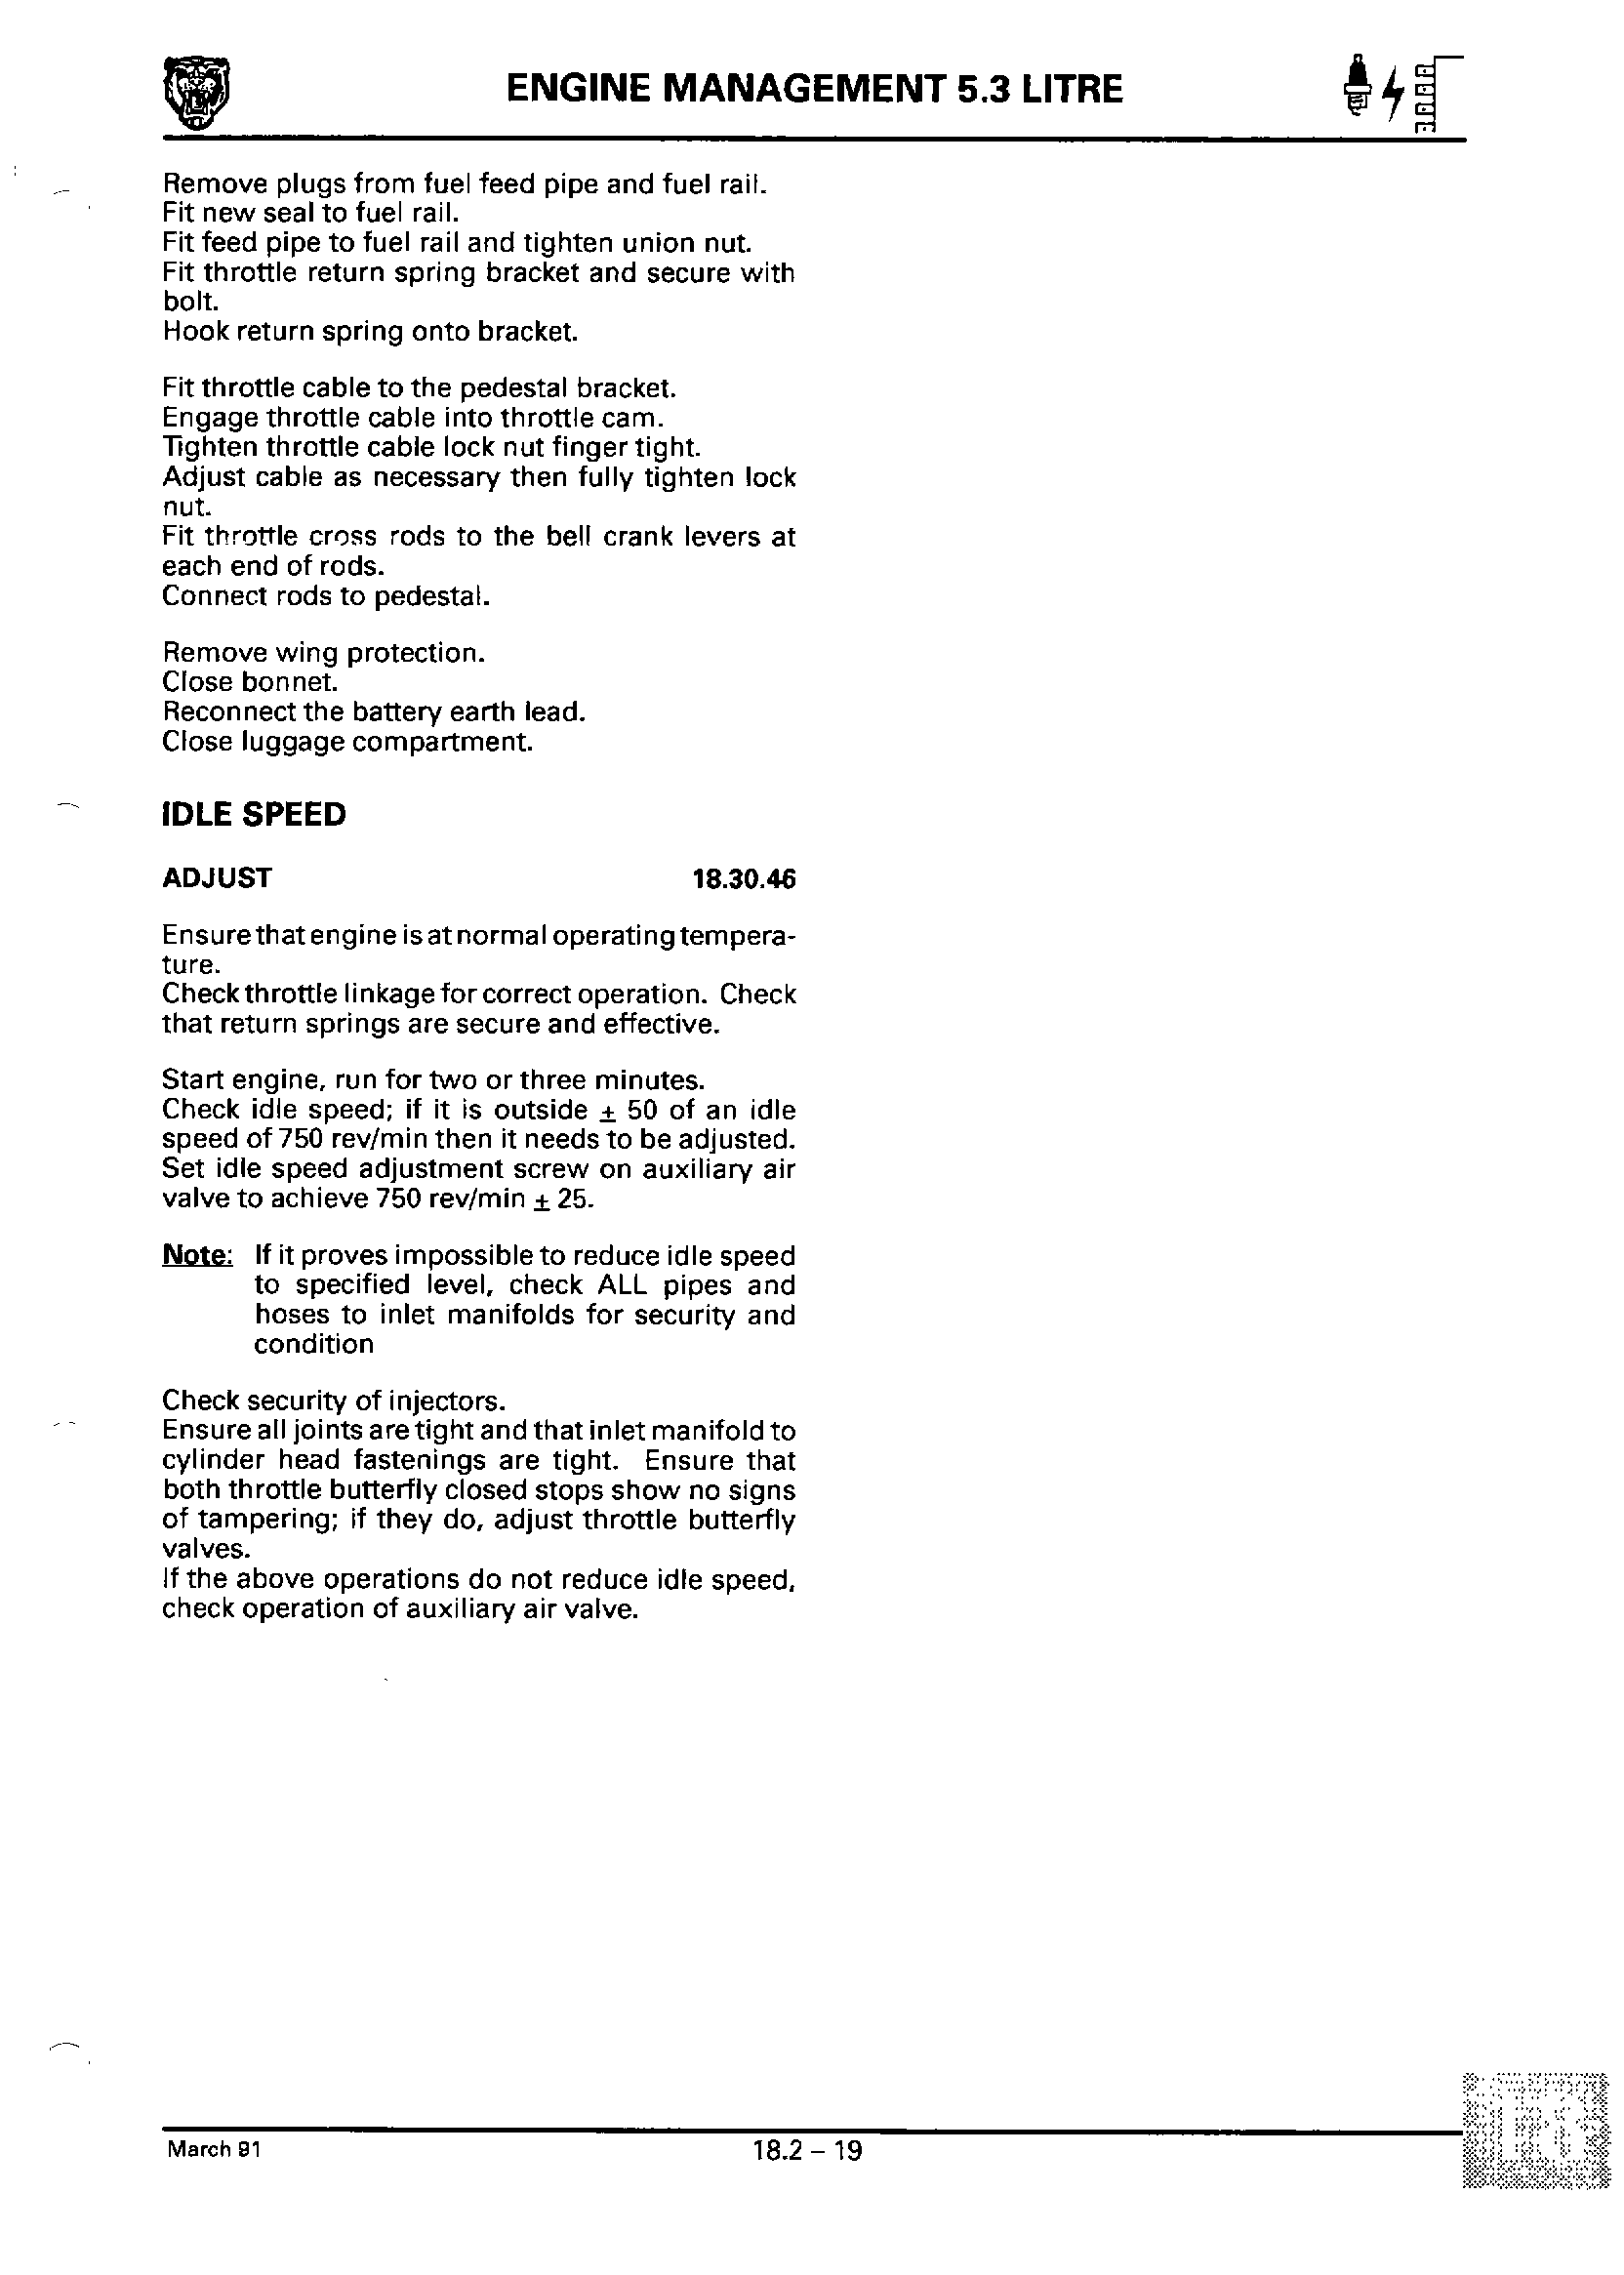 ENGINE MANAGEMENT 5.3 LITRE
Remove plugs from fuel feed pipe and fuel rail.
Fit new seal to fuel rail.
Fit feed pipe to fuel rail and tighten union nut.
Fit throttle return spring bracket and secure with
bolt.
Hook return spring onto bracket.
Fit throttle cable to the pedestal bracket.
Engage throttle cable into throttle cam.
Tighten throttle cable lock nut finger tight.
Adjust cable as necessary then fully tighten lock
nut.
Fit throttle cross rods to the bell crank levers at
each end of rods.
Connect rods to pedestal.
Remove wing protection.
Close bonnet.
Reconnect the battery earth lead.
Close luggage compartment.
IDLE SPEED
ADJUST 18.30.46
Ensure that engine is at normal operating tempera-
ture.
Check throttle linkage for correct operation. Check
that return springs are secure and effective.
Start engine, run for two or three minutes.
Check idle speed; if it is outside ± 50 of an idle
speed of 750 rev/min then it needs to be adjusted.
Set idle speed adjustment screw on auxiliary air
valve to achieve 750 rev/min ± 25.
Note: If it proves impossible to reduce idle speed
to specified level, check ALL pipes and
hoses to inlet manifolds for security and
condition
Check security of injectors.
Ensure all joints are tight and that inlet manifold to
cylinder head fastenings are tight. Ensure that
both throttle butterfly closed stops show no signs
of tampering; if they do, adjust throttle butterfly
valves.
If the above operations do not reduce idle speed,
check operation of auxiliary air valve.
March 91 18.2 – 19